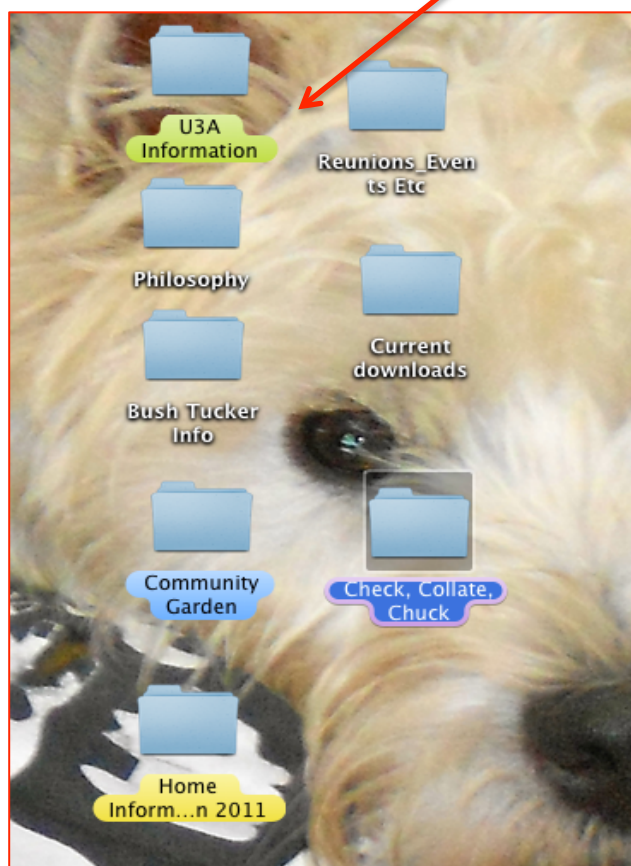 U3A
Information
Reunions_Even
ts Etc
Philosophy
Current
downloads
Bush Tucker
Info
Community
Garden
Check, Collate,
Chuck
Home
Inform...n 2011